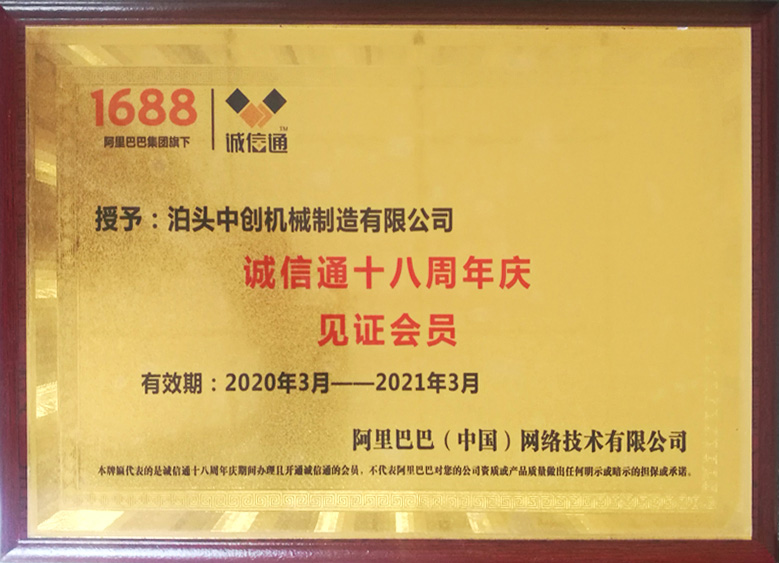 1688
阿里巴巴集团旗下
诚信通™
授予：泊头中创机械制造有限公司
诚信通十八周年庆
见证会员
有效期：2020年3月——2021年3月
阿里巴巴（中国）网络技术有限公司
本牌匾代表的是诚信通十八周年庆期间办理且开通诚信通的会员，不代表阿里巴巴对您的公司资质或产品质量做出任何明示或暗示的担保或承诺。